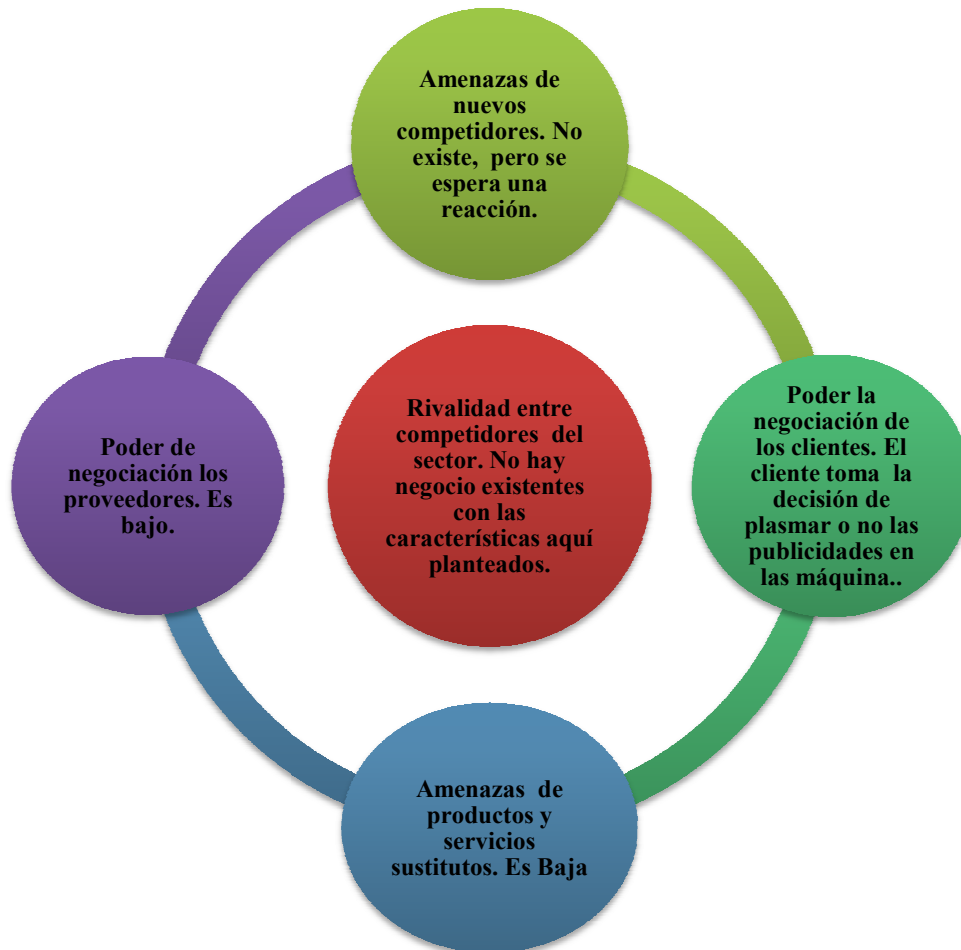 Amenazas de
nuevos
competidores. No
existe,  pero se
espera una
reacción.
Poder de
negociación los
proveedores. Es
bajo.
Rivalidad entre
competidores  del
sector. No hay
negocio existentes
con las
características aquí
planteados.
Poder la
negociación de
los clientes. El
cliente toma  la
decisión de
plasmar o no las
publicidades en
las máquina..
Amenazas  de
productos y
servicios
sustitutos. Es Baja